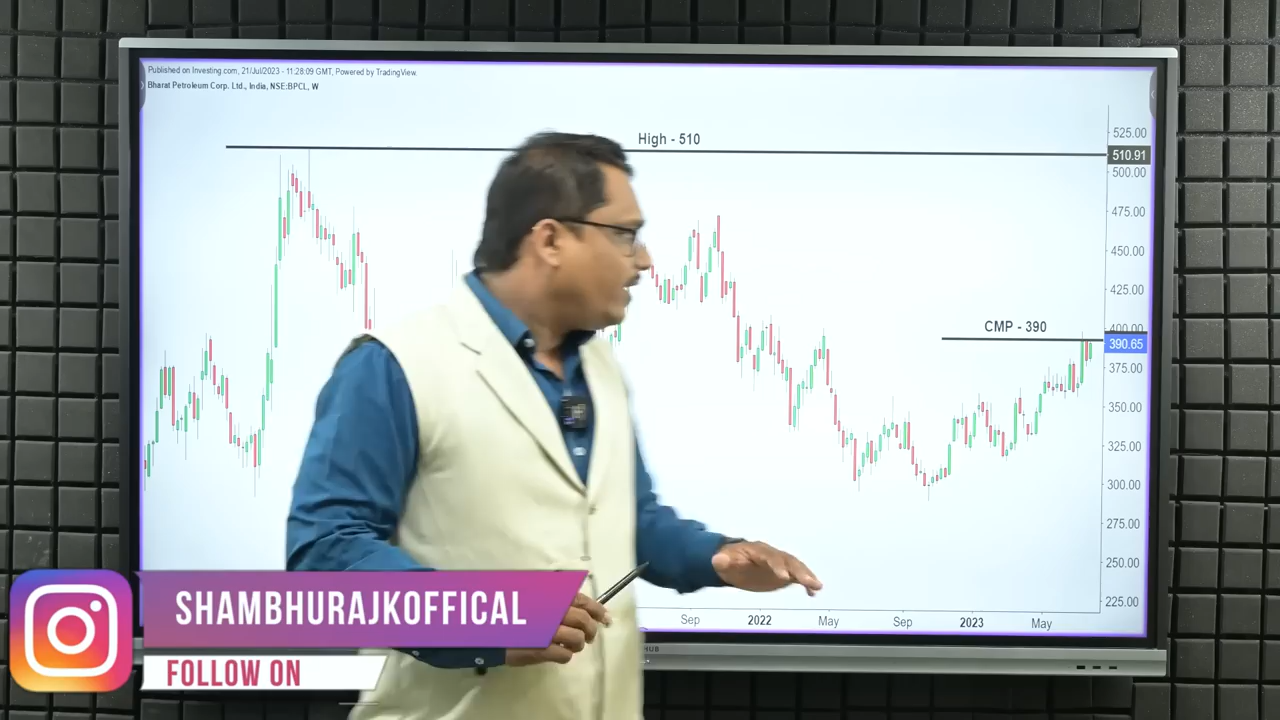 Published on Investing.com, 21/Jul/2023 - 11:28:09 GMT, Powered by TradingView.
Bharat Petroleum Corp. Ltd., India, NSE:BPCL, W
High - 510
525.00
510.91
500.00
475.00
450.00
425.00
CMP - 390
400.00
390.65
375.00
350.00
325.00
300.00
275.00
250.00
225.00
Sep 2022 May Sep 2023 May
HUB
SHAMBHURAJKOFFICAL
FOLLOW ON